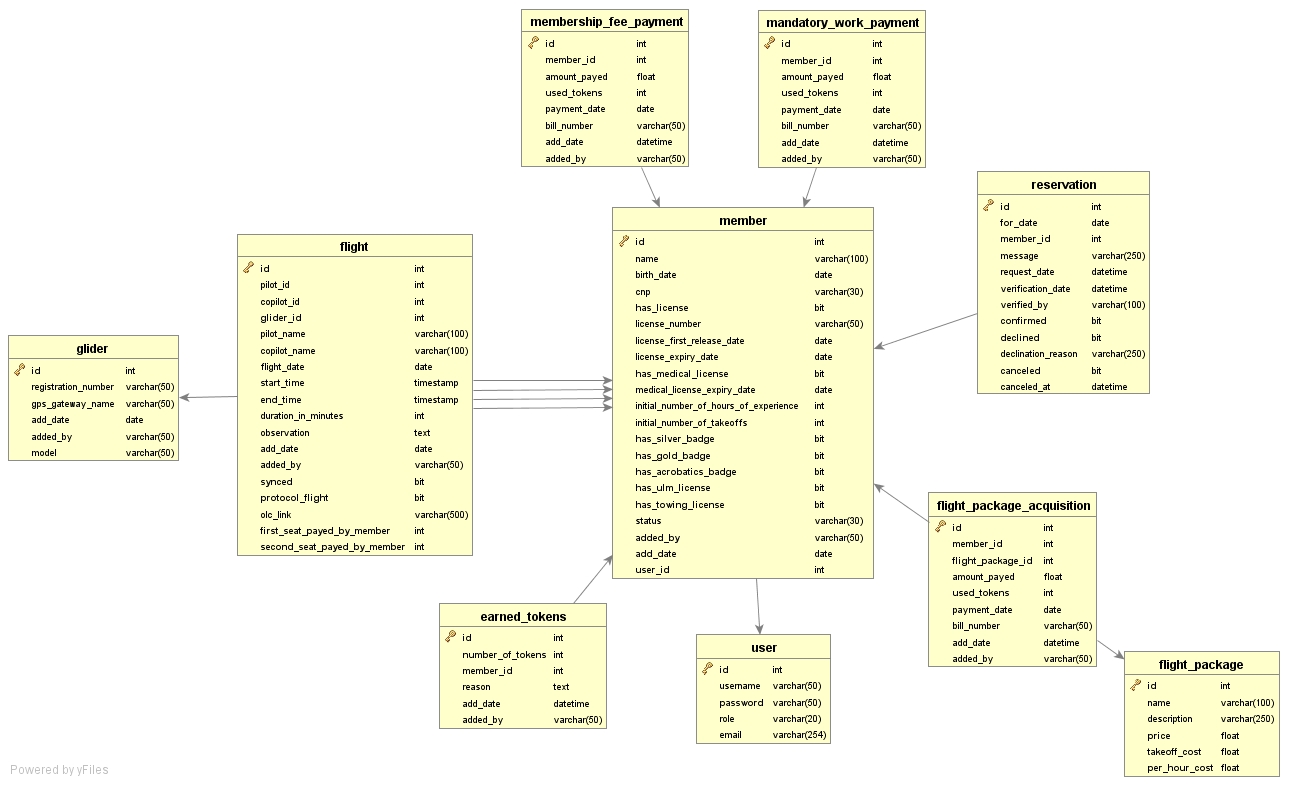 membership_fee_payment
id int
member_id int
amount_payed float
used_tokens int
payment_date date
bill_number varchar(50)
add_date datetime
added_by varchar(50)
mandatory_work_payment
id int
member_id int
amount_payed float
used_tokens int
payment_date date
bill_number varchar(50)
add_date datetime
added_by varchar(50)
reservation
id int
for_date date
member_id int
message varchar(250)
request_date datetime
verification_date datetime
verified_by varchar(100)
confirmed bit
declined bit
declination_reason varchar(250)
canceled bit
canceled_at datetime
member
id int
name varchar(100)
birth_date date
cnp varchar(30)
has_license bit
license_number varchar(50)
license_first_release_date date
license_expiry_date date
has_medical_license bit
medical_license_expiry_date date
initial_number_of_hours_of_experience int
initial_number_of_takeoffs int
has_silver_badge bit
has_gold_badge bit
has_acrobatics_badge bit
has_ulm_license bit
has_towing_license bit
status varchar(30)
added_by varchar(50)
add_date date
user_id int
flight
id int
pilot_id int
copilot_id int
glider_id int
pilot_name varchar(100)
copilot_name varchar(100)
flight_date date
start_time timestamp
end_time timestamp
duration_in_minutes int
observation text
add_date date
added_by varchar(50)
synced bit
protocol_flight bit
olc_link varchar(500)
first_seat_payed_by_member int
second_seat_payed_by_member int
glider
id int
registration_number varchar(50)
gps_gateway_name varchar(50)
add_date date
added_by varchar(50)
model varchar(50)
flight_package_acquisition
id int
member_id int
flight_package_id int
amount_payed float
used_tokens int
payment_date date
bill_number varchar(50)
add_date datetime
added_by varchar(50)
earned_tokens
id int
number_of_tokens int
member_id int
reason text
add_date datetime
added_by varchar(50)
user
id int
username varchar(50)
password varchar(50)
role varchar(20)
email varchar(254)
flight_package
id int
name varchar(100)
description varchar(250)
price float
takeoff_cost float
per_hour_cost float
Powered by yFiles